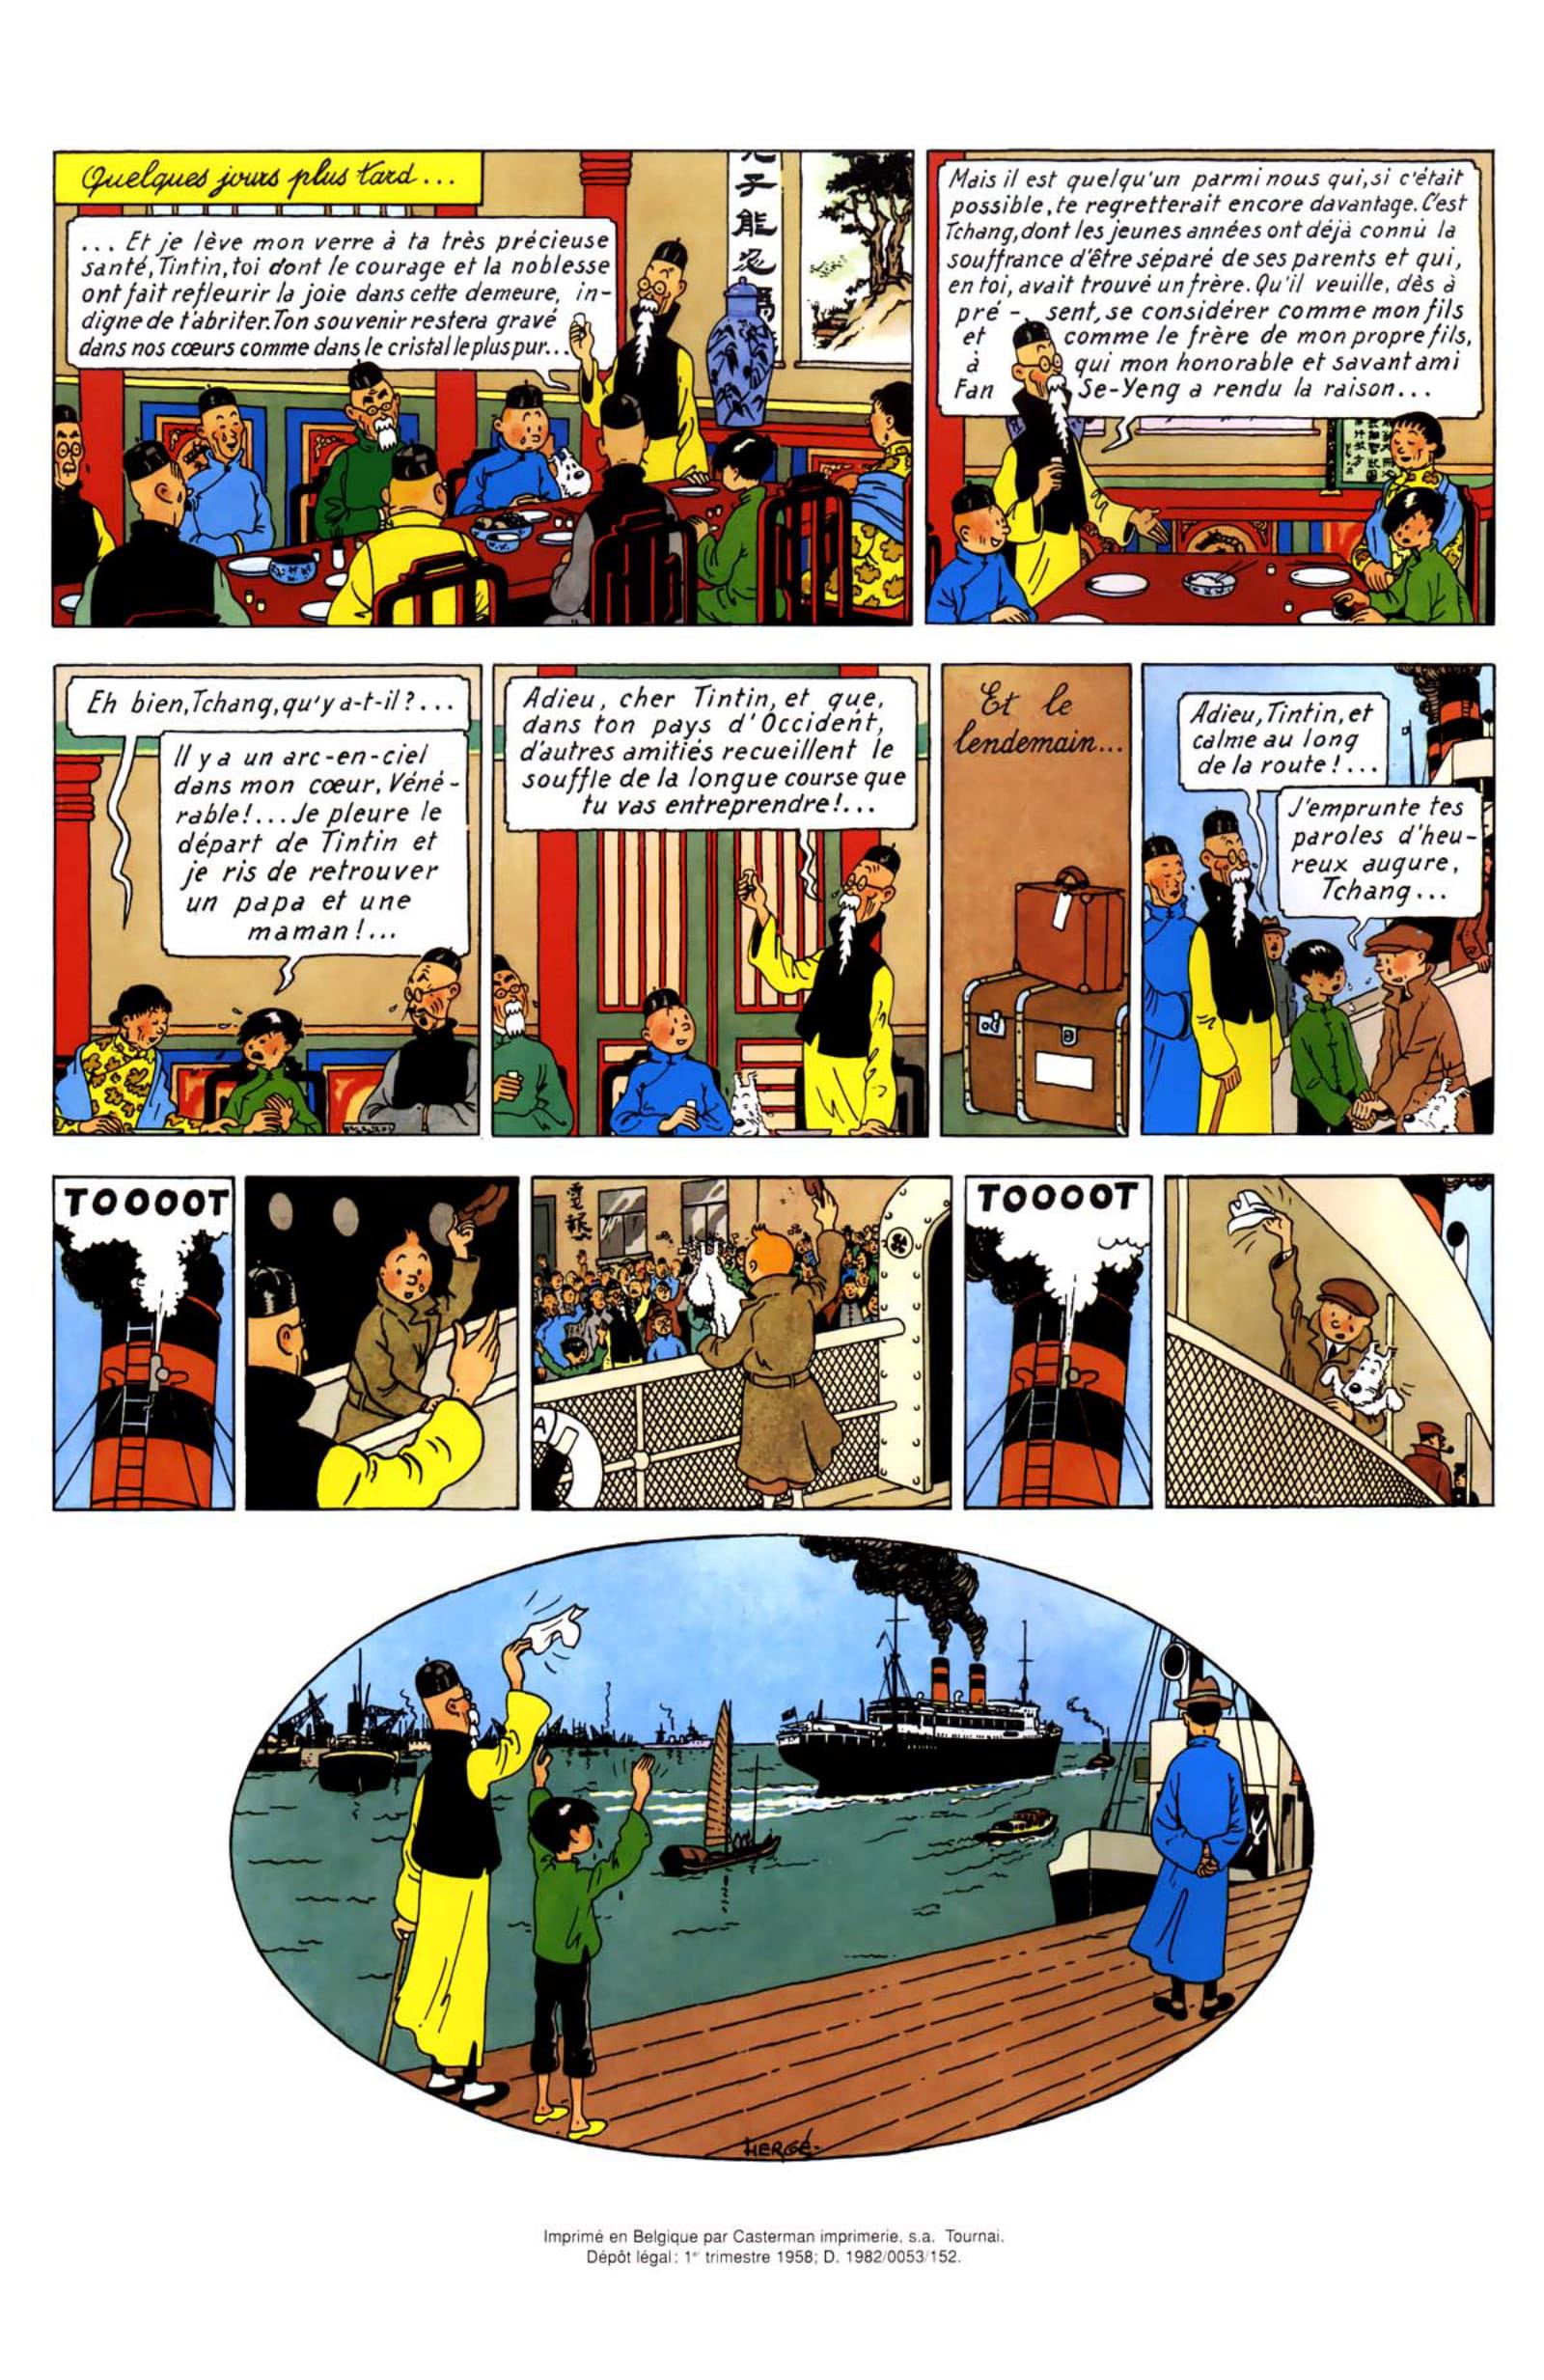 Quelques jours plus tard...
... Et je lève mon verre à ta très précieuse
santé, Tintin, toi dont le courage et la noblesse
ont fait refleurir la joie dans cette demeure, in-
digne de t'abriter. Ton souvenir restera gravé
dans nos cœurs comme dans le cristal le plus pur...
子
能
Mais il est quelqu'un parmi nous qui, si c'était
possible, te regretterait encore davantage. C'est
Tchang, dont les jeunes années ont déjà connu la
souffrance d'être séparé de ses parents et qui,
en toi, avait trouvé un frère. Qu'il veuille, dès à
pré-sent, se considérer comme mon fils
et comme le frère de mon propre fils,
à qui mon honorable et savant ami
Fan Se-Yeng a rendu la raison...
Eh bien, Tchang, qu'y a-t-il?...
Il y a un arc-en-ciel
dans mon cœur, Véné-
rable!...Je pleure le
départ de Tintin et
je ris de retrouver
un papa et une
maman!...
Adieu, cher Tintin, et que,
dans ton pays d'Occident,
d'autres amitiés recueillent le
souffle de la longue course que
tu vas entreprendre!...
Et le
lendemain...
Adieu, Tintin, et
calme au long
de la route!...
J'emprunte tes
paroles d'heu-
reux augure,
Tchang...
TOOOOT
電
報
TOOOOT
HERGÉ-
Imprimé en Belgique par Casterman imprimerie, s.a. Tournai.
Dépôt légal: 1er trimestre 1958; D. 1982/0053/152.